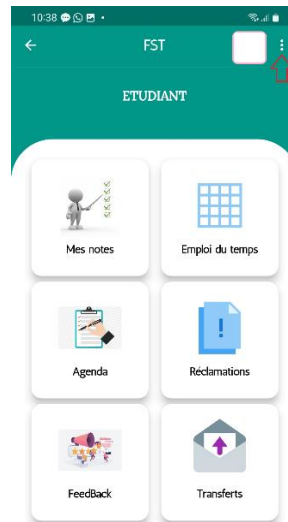 10:38
FST
ETUDIANT
Mes notes
Emploi du temps
Agenda
Réclamations
FeedBack
Transferts